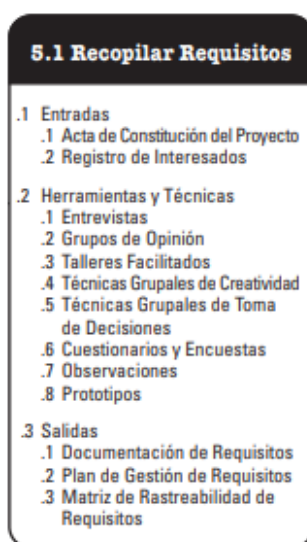 5.1 Recopilar Requisitos
.1 Entradas
.1 Acta de Constitución del Proyecto
.2 Registro de Interesados
.2 Herramientas y Técnicas
.1 Entrevistas
.2 Grupos de Opinión
.3 Talleres Facilitados
.4 Técnicas Grupales de Creatividad
.5 Técnicas Grupales de Toma
de Decisiones
.6 Cuestionarios y Encuestas
.7 Observaciones
.8 Prototipos
.3 Salidas
.1 Documentación de Requisitos
.2 Plan de Gestión de Requisitos
.3 Matriz de Rastreabilidad de
Requisitos